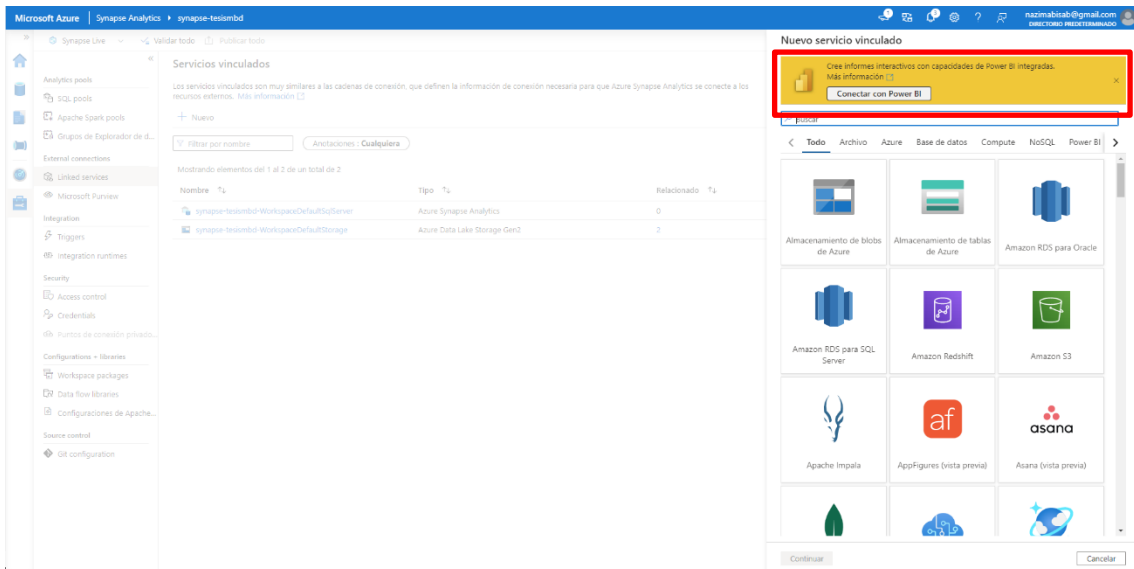 Microsoft Azure | Synapse Analytics ▸ synapse-tesismbd
nazimabisab@gmail.com
DIRECTORIO PREDETERMINADO
Synapse Live
Validar todo
Publicar todo
Analytics pools
SQL pools
Apache Spark pools
Grupos de Explorador de d...
External connections
Linked services
Microsoft Purview
Integration
Triggers
Integration runtimes
Security
Access control
Credentials
Puntos de conexión privado...
Configurations + libraries
Workspace packages
Data flow libraries
Configuraciones de Apache...
Source control
Git configuration
Servicios vinculados
Los servicios vinculados son muy similares a las cadenas de conexión, que definen la información de conexión necesaria para que Azure Synapse Analytics se conecte a los
recursos externos. Más información
+ Nuevo
Filtrar por nombre
Anotaciones : Cualquiera
Mostrando elementos del 1 al 2 de un total de 2
Nombre ↑↓ Tipo ↑↓ Relacionado ↑↓
synapse-tesismbd-WorkspaceDefaultSqlServer Azure Synapse Analytics 0
synapse-tesismbd-WorkspaceDefaultStorage Azure Data Lake Storage Gen2 2
Nuevo servicio vinculado
Cree informes interactivos con capacidades de Power BI integradas.
Más información
Conectar con Power BI
Buscar
Todo Archivo Azure Base de datos Compute NoSQL Power BI
Almacenamiento de blobs
de Azure
Almacenamiento de tablas
de Azure
Amazon RDS para Oracle
Amazon RDS para SQL
Server
Amazon Redshift
Amazon S3
Apache Impala
af
AppFigures (vista previa)
asana
Asana (vista previa)
Continuar
Cancelar